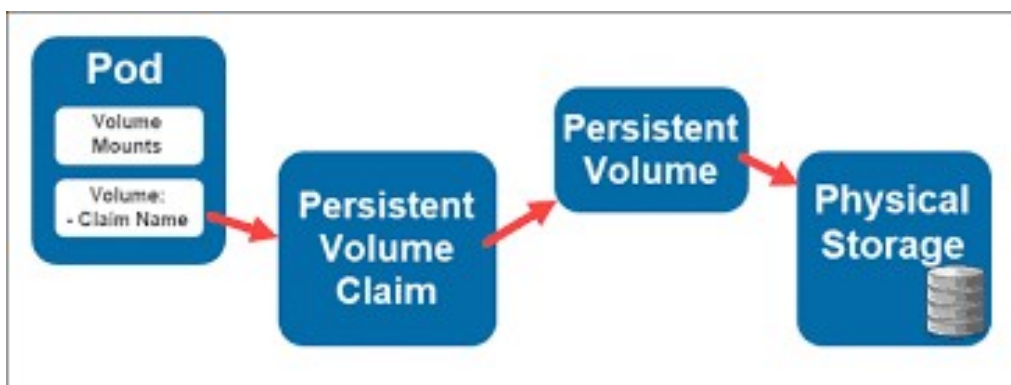 Pod
Volume
Mounts
Volume:
- Claim Name
Persistent
Volume
Claim
Persistent
Volume
Physical
Storage